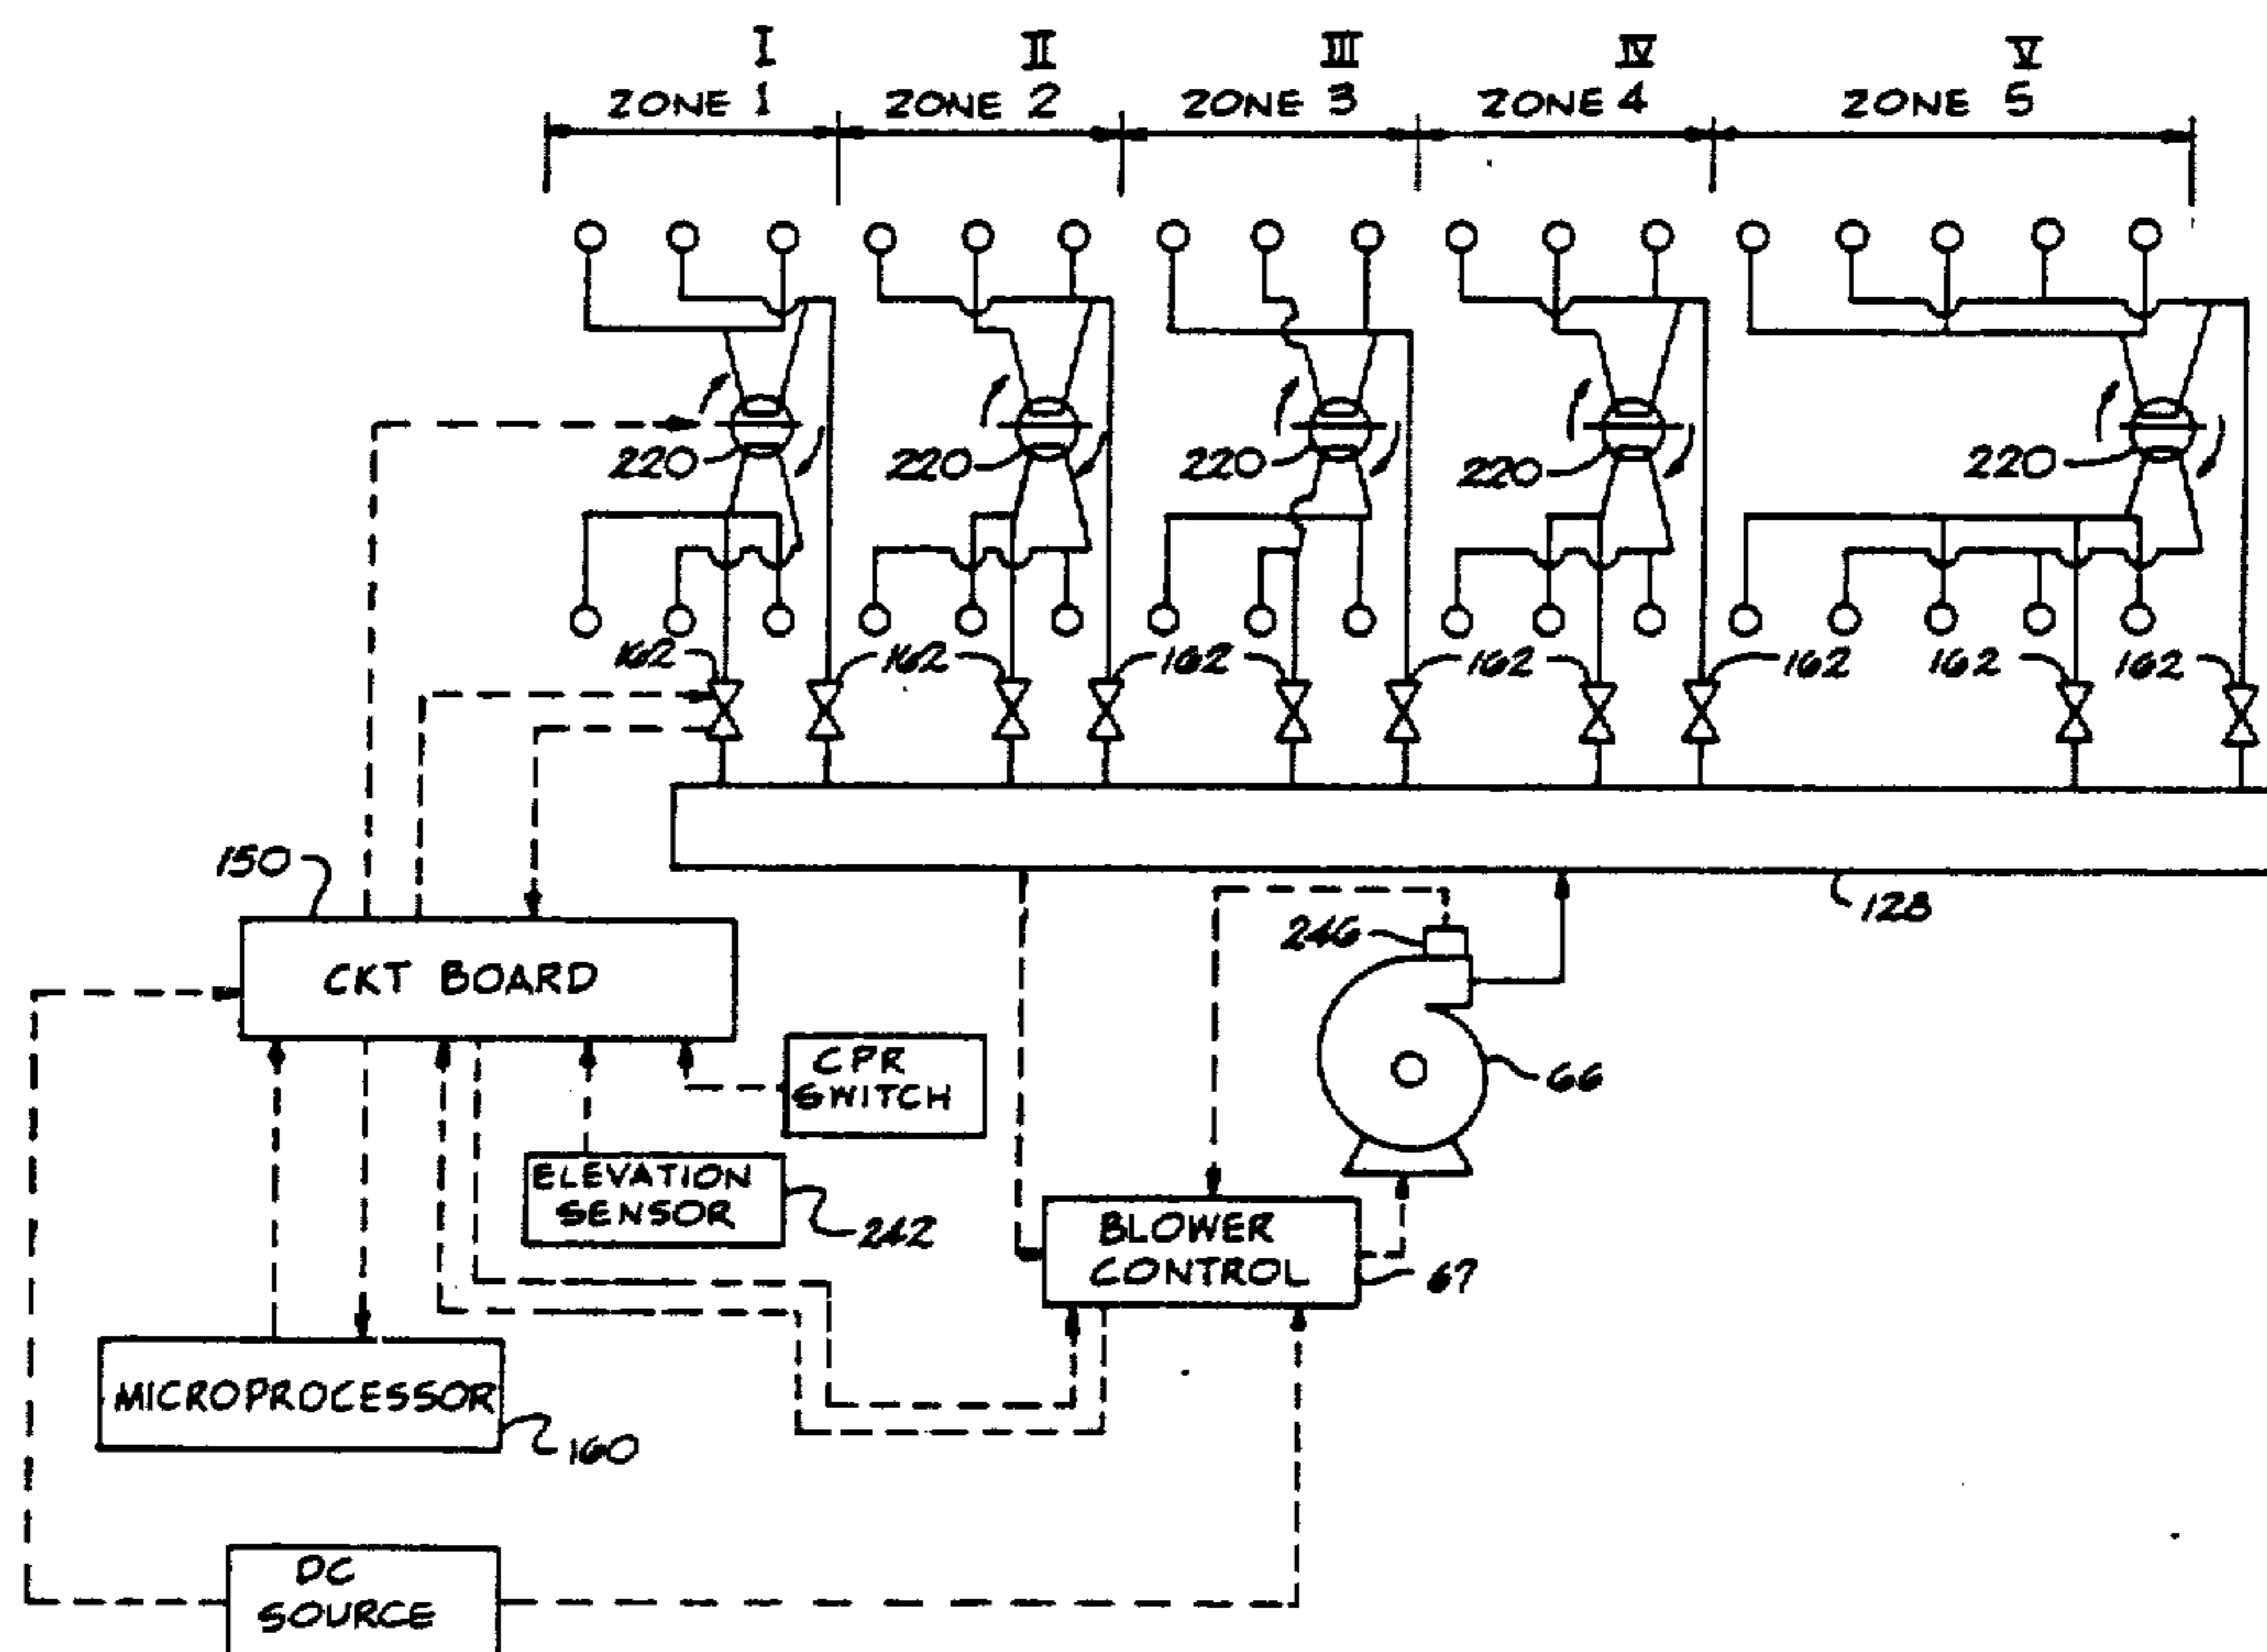 I II III IV V
ZONE 1 ZONE 2 ZONE 3 ZONE 4 ZONE 5
220 220 220 220 220
162 162 162 162 162 162 162
150
128
246
CKT BOARD
CPR
SWITCH
66
ELEVATION
SENSOR
242
BLOWER
CONTROL
67
MICROPROCESSOR
160
DC
SOURCE